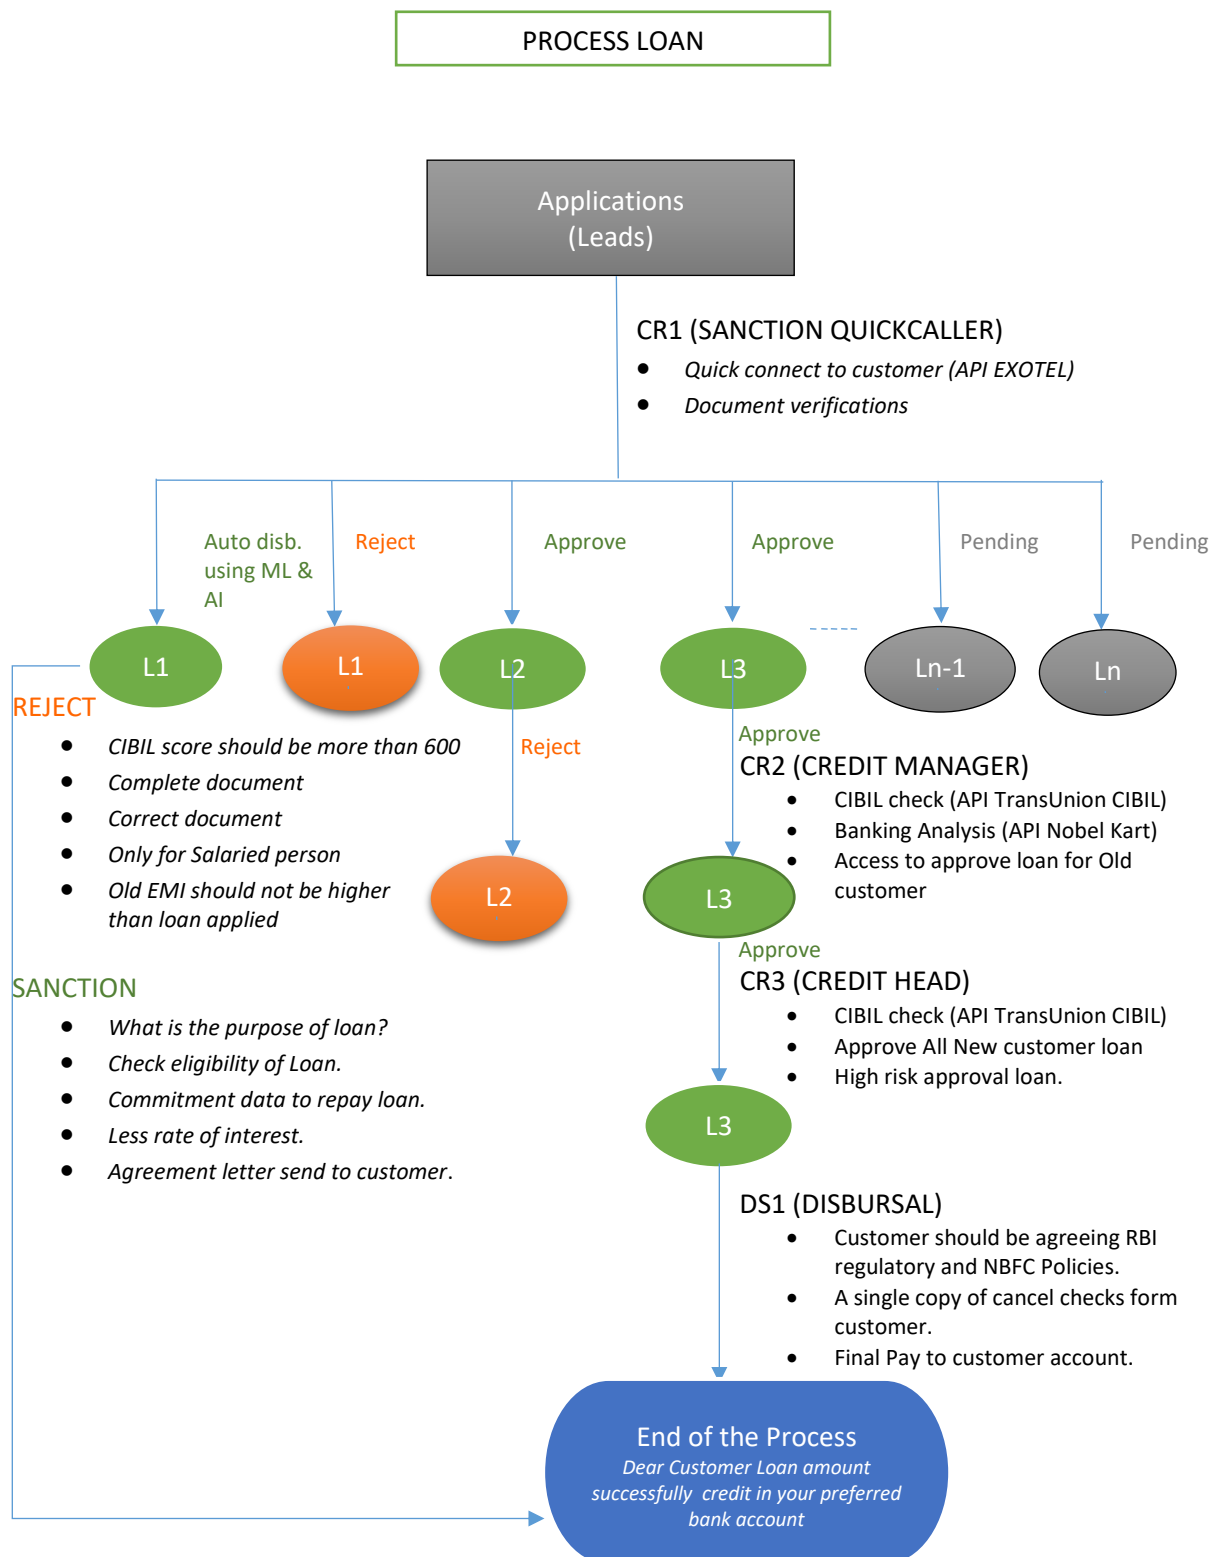 PROCESS LOAN
Applications
(Leads)
CR1 (SANCTION QUICKCALLER)
● Quick connect to customer (API EXOTEL)
● Document verifications
Auto disb.
using ML &
AI
Reject
Approve
Approve
Pending
Pending
L1
L1
L2
L3
Ln-1
Ln
REJECT
● CIBIL score should be more than 600
● Complete document
● Correct document
● Only for Salaried person
● Old EMI should not be higher
than loan applied
Reject
L2
Approve
CR2 (CREDIT MANAGER)
● CIBIL check (API TransUnion CIBIL)
● Banking Analysis (API Nobel Kart)
● Access to approve loan for Old
customer
L3
Approve
CR3 (CREDIT HEAD)
● CIBIL check (API TransUnion CIBIL)
● Approve All New customer loan
● High risk approval loan.
L3
SANCTION
● What is the purpose of loan?
● Check eligibility of Loan.
● Commitment data to repay loan.
● Less rate of interest.
● Agreement letter send to customer.
DS1 (DISBURSAL)
● Customer should be agreeing RBI
regulatory and NBFC Policies.
● A single copy of cancel checks form
customer.
● Final Pay to customer account.
End of the Process
Dear Customer Loan amount
successfully credit in your preferred
bank account